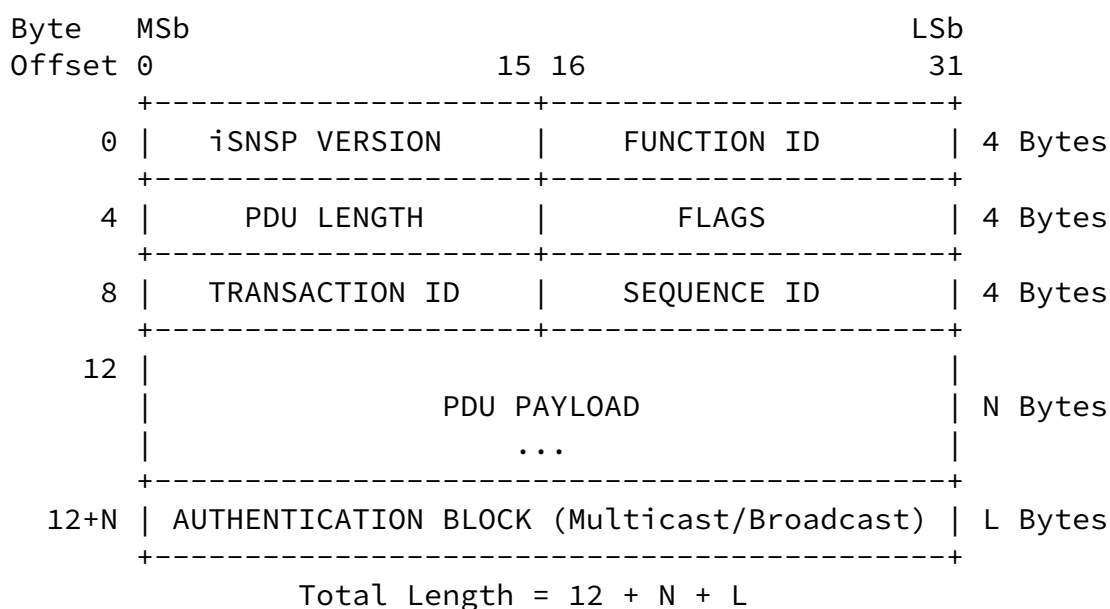 Byte   MSb                                         LSb
Offset 0                    15 16                   31
       +---------------------+----------------------+
     0 |   iSNSP VERSION     |    FUNCTION ID       | 4 Bytes
       +---------------------+----------------------+
     4 |     PDU LENGTH      |       FLAGS          | 4 Bytes
       +---------------------+----------------------+
     8 |   TRANSACTION ID    |    SEQUENCE ID       | 4 Bytes
       +---------------------+----------------------+
    12 |                                            |
       |                PDU PAYLOAD                 | N Bytes
       |                    ...                     |
       +--------------------------------------------+
  12+N | AUTHENTICATION BLOCK (Multicast/Broadcast) | L Bytes
       +--------------------------------------------+
                Total Length = 12 + N + L